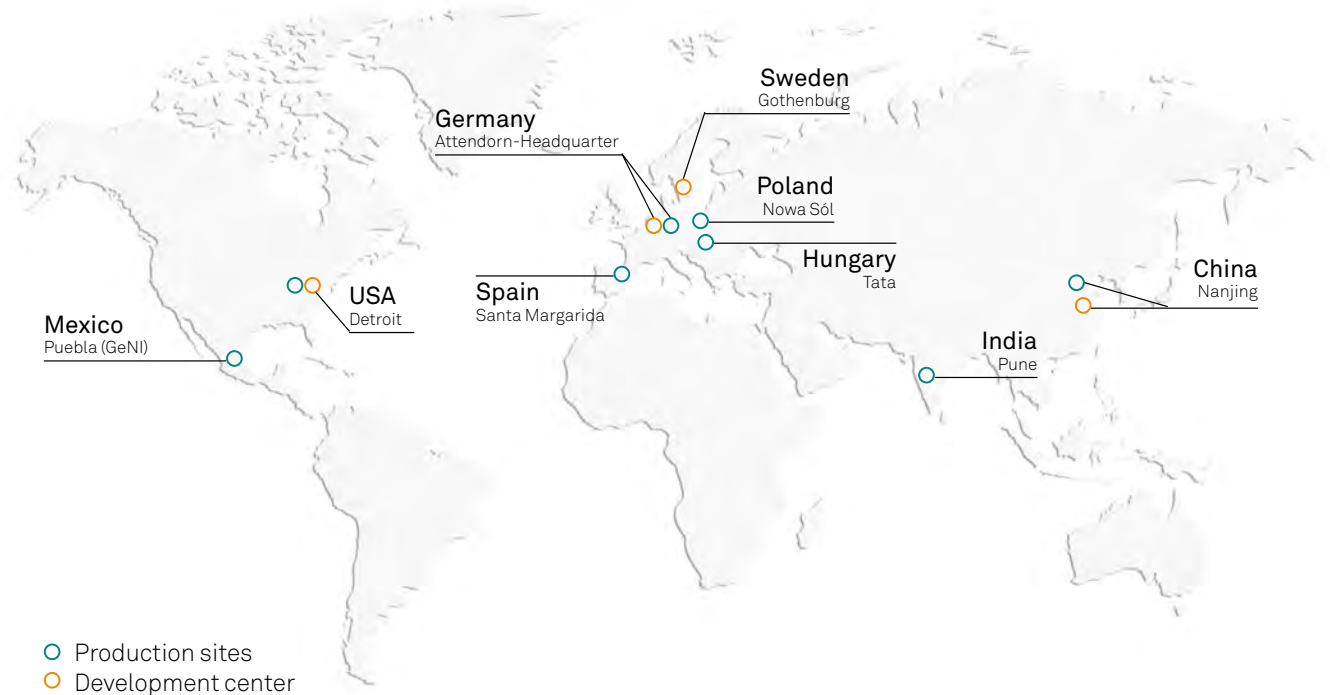 Sweden
Gothenburg
Germany
Attendorn-Headquarter
Poland
Nowa Sól
Hungary
Tata
China
Nanjing
Spain
Santa Margarida
USA
Detroit
Mexico
Puebla (GeNI)
India
Pune
Production sites
Development center